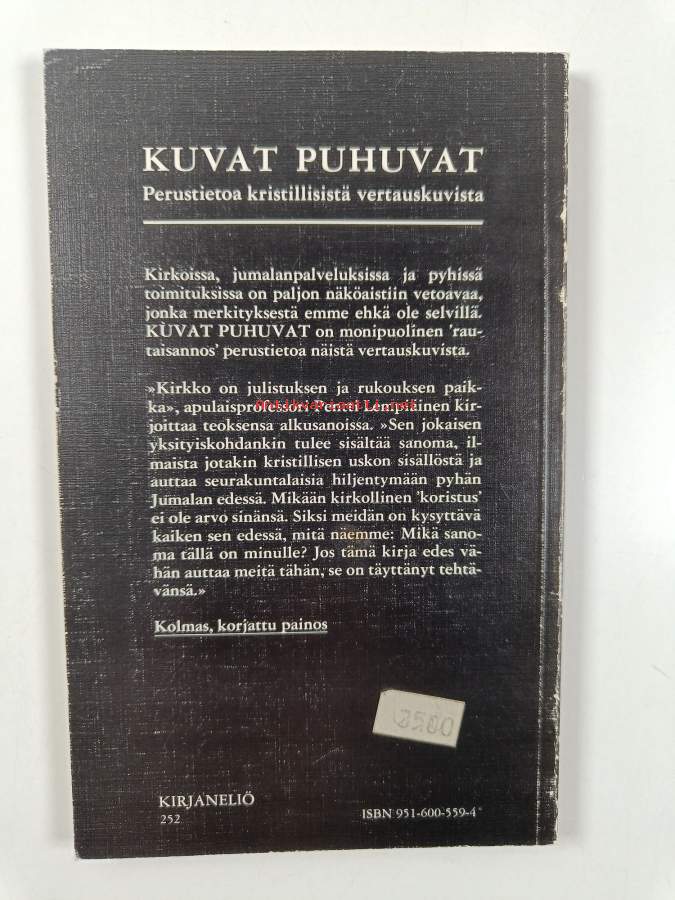 KUVAT PUHUVAT
Perustietoa kristillisistä vertauskuvista
Kirkoissa, jumalanpalveluksissa ja pyhissä
toimituksissa on paljon näköaistiin vetoavaa,
jonka merkityksestä emme ehkä ole selvillä.
KUVAT PUHUVAT on monipuolinen 'rau-
taisannos' perustietoa näistä vertauskuvista.
»Kirkko on julistuksen ja rukouksen paik-
ka», apulaisprofessori Pentti Lempiäinen kir-
joittaa teoksensa alkusanoissa. »Sen jokaisen
yksityiskohdankin tulee sisältää sanoma, il-
maista jotakin kristillisen uskon sisällöstä ja
auttaa seurakuntalaisia hiljentymään pyhän
Jumalan edessä. Mikään kirkollinen 'koristus'
ei ole arvo sinänsä. Siksi meidän on kysyttävä
kaiken sen edessä, mitä näemme: Mikä sano-
ma tällä on minulle? Jos tämä kirja edes vä-
hän auttaa meitä tähän, se on täyttänyt tehtä-
vänsä.»
Kolmas, korjattu painos
KIRJANELIÖ
252
ISBN 951-600-559-4